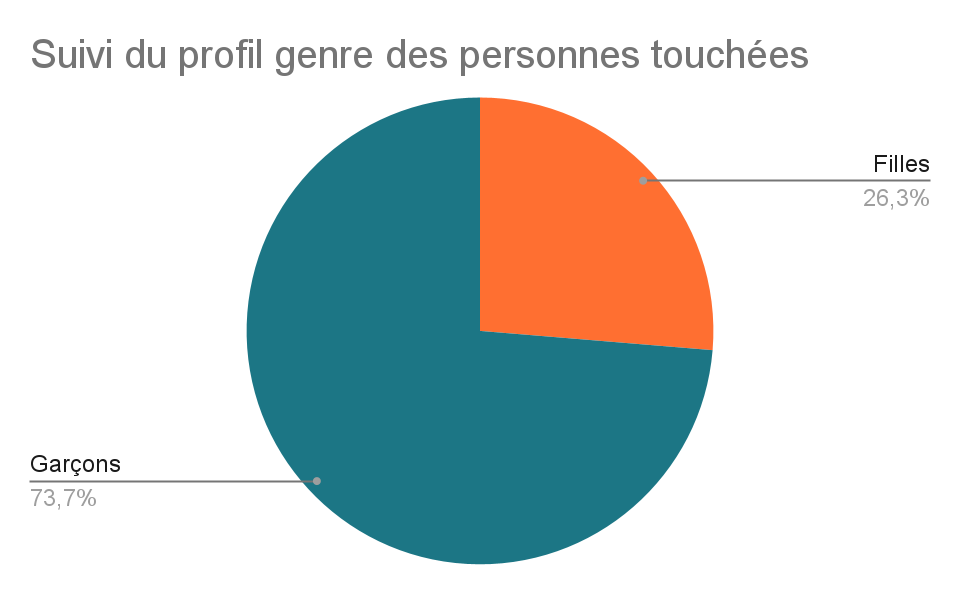 Suivi du profil genre des personnes touchées
Filles
26,3%
Garçons
73,7%